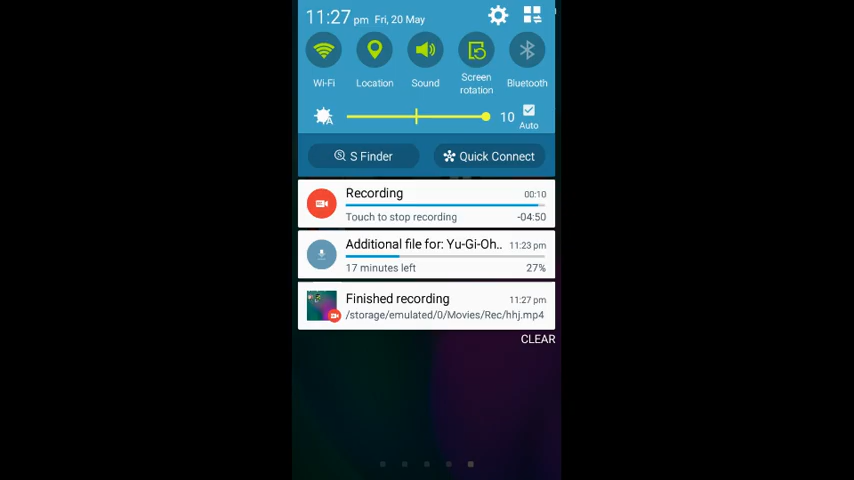 11:27 pm Fri, 20 May
Wi-Fi Location Sound Screen rotation Bluetooth
10 Auto
S Finder Quick Connect
Recording 00:10
Touch to stop recording -04:50
Additional file for: Yu-Gi-Oh.. 11:23 pm
17 minutes left 27%
Finished recording 11:27 pm
/storage/emulated/0/Movies/Rec/hhj.mp4
CLEAR